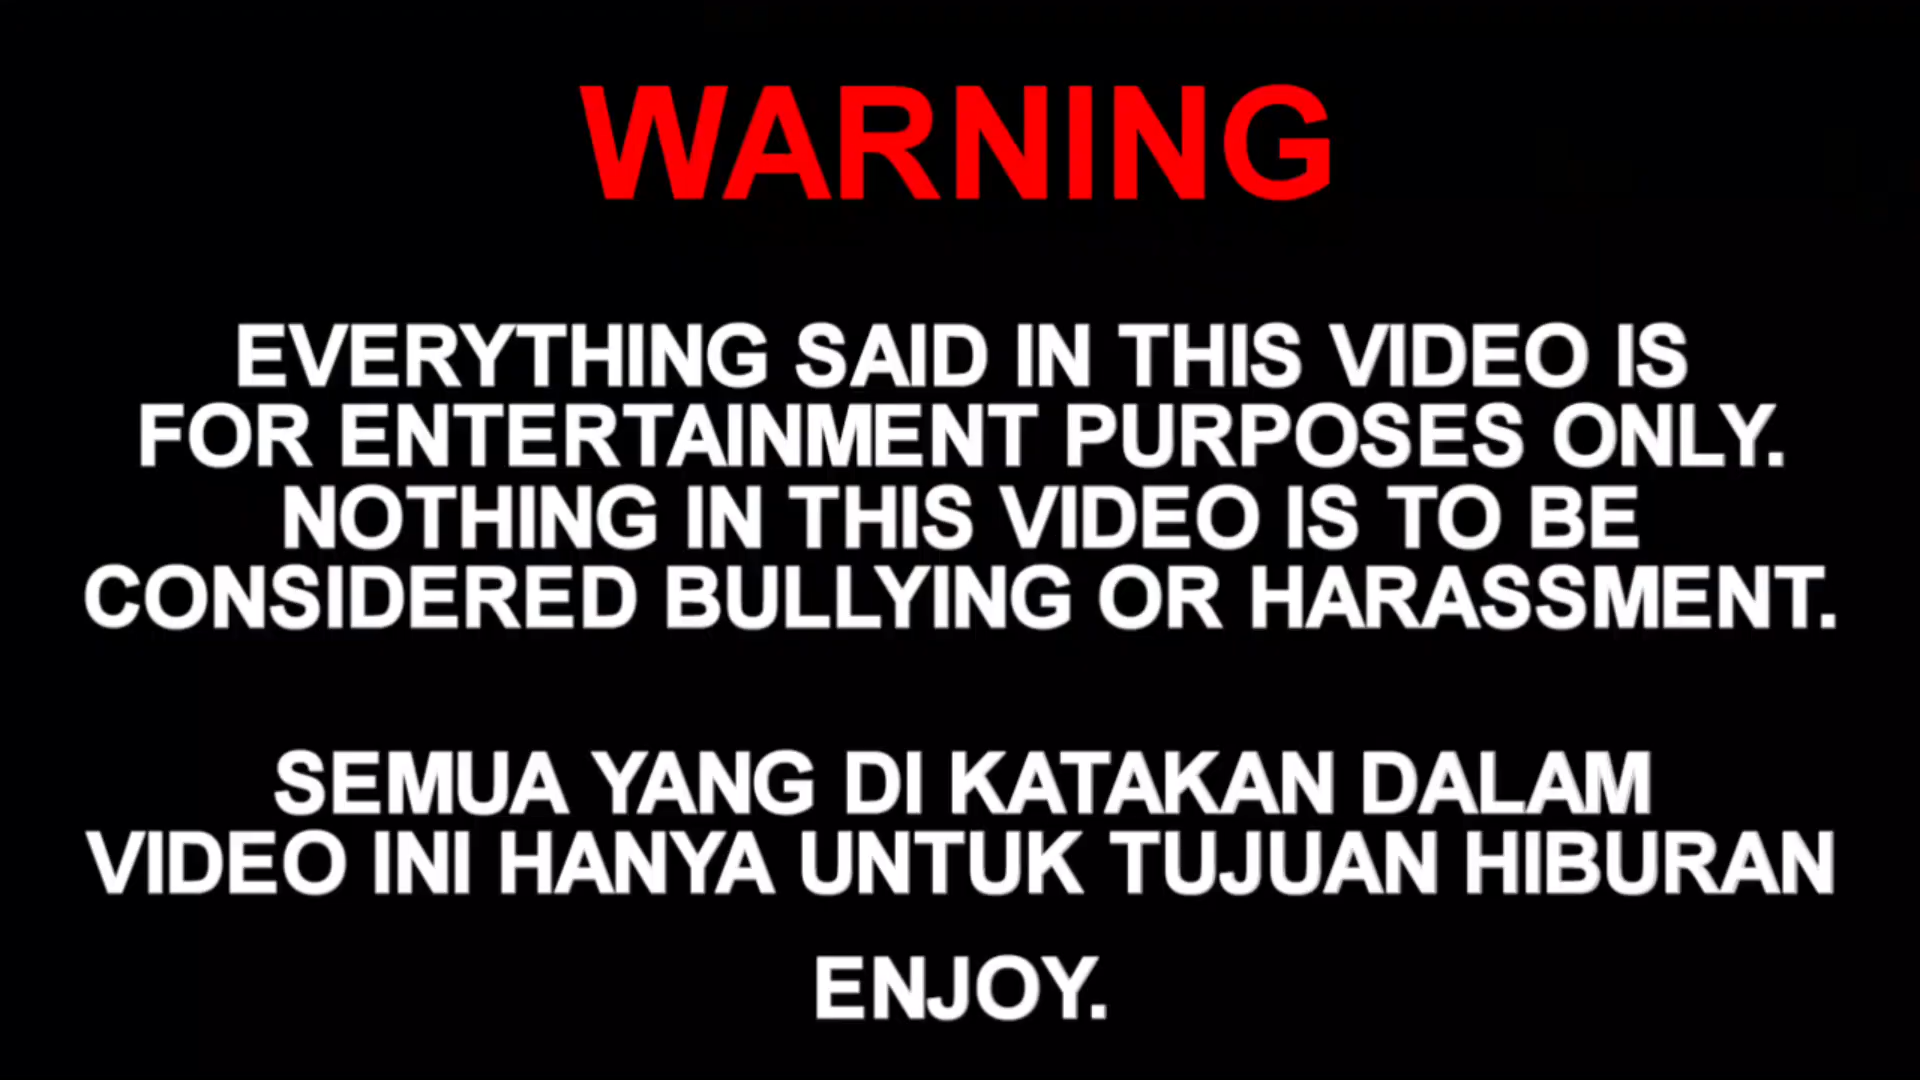 WARNING
EVERYTHING SAID IN THIS VIDEO IS
FOR ENTERTAINMENT PURPOSES ONLY.
NOTHING IN THIS VIDEO IS TO BE
CONSIDERED BULLYING OR HARASSMENT.
SEMUA YANG DI KATAKAN DALAM
VIDEO INI HANYA UNTUK TUJUAN HIBURAN
ENJOY.